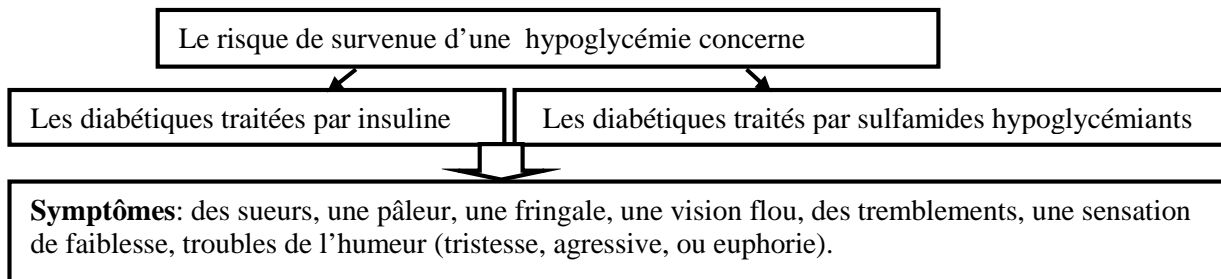 Le risque de survenue d’une hypoglycémie concerne
Les diabétiques traitées par insuline
Les diabétiques traités par sulfamides hypoglycémiants
Symptômes: des sueurs, une pâleur, une fringale, une vision flou, des tremblements, une sensation
de faiblesse, troubles de l’humeur (tristesse, agressive, ou euphorie).